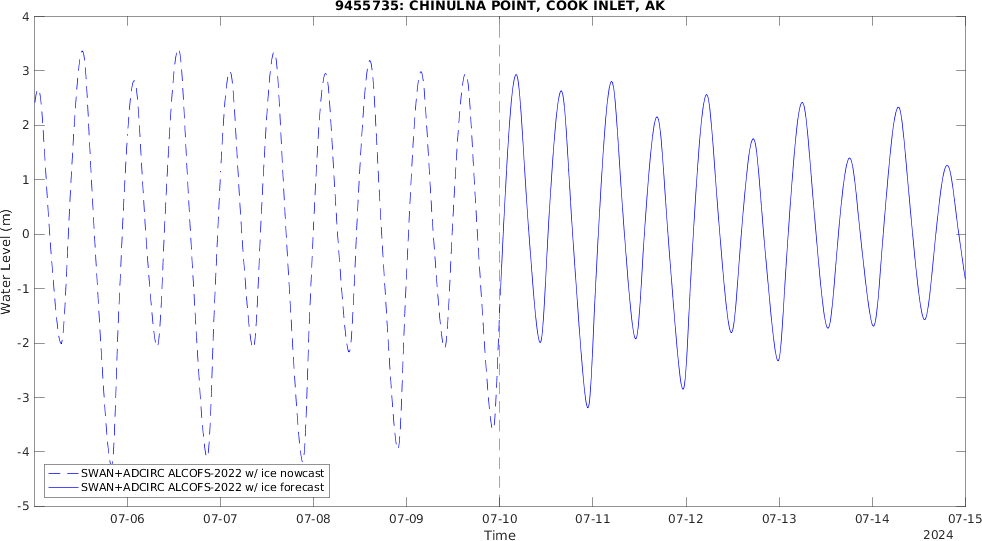 9455735: CHINULNA POINT, COOK INLET, AK
4
3
2
1
0
-1
-2
-3
-4
-5
Water Level (m)
SWAN+ADCIRC ALCOFS-2022 w/ ice nowcast
SWAN+ADCIRC ALCOFS-2022 w/ ice forecast
07-06 07-07 07-08 07-09 07-10 07-11 07-12 07-13 07-14 07-15
Time
2024